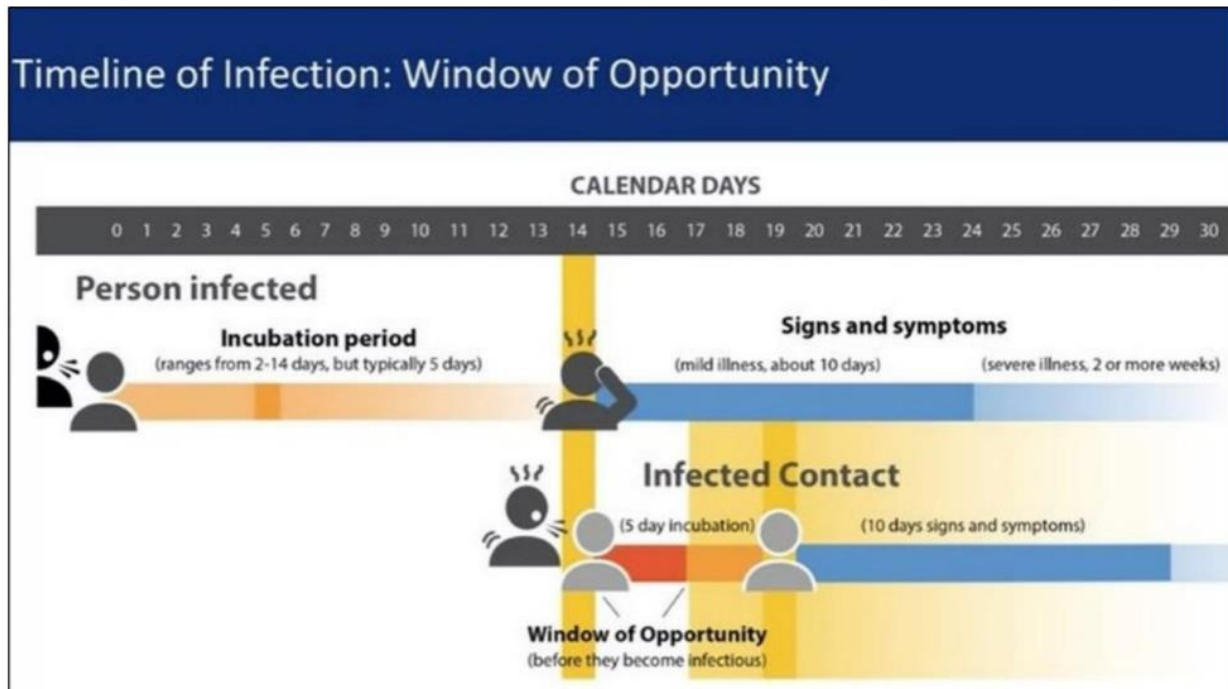 Timeline of Infection: Window of Opportunity
CALENDAR DAYS
0 1 2 3 4 5 6 7 8 9 10 11 12 13 14 15 16 17 18 19 20 21 22 23 24 25 26 27 28 29 30
Person infected
Incubation period
(ranges from 2-14 days, but typically 5 days)
Signs and symptoms
(mild illness, about 10 days)
(severe illness, 2 or more weeks)
Infected Contact
(5 day incubation)
(10 days signs and symptoms)
Window of Opportunity
(before they become infectious)